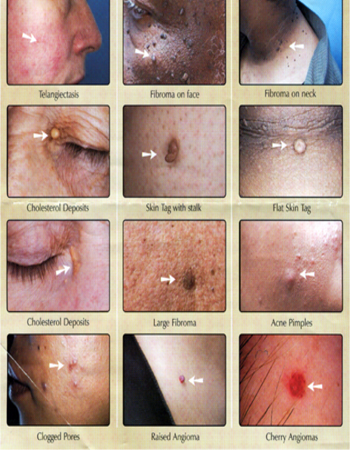 Telangiectasis
Fibroma on face
Fibroma on neck
Cholesterol Deposits
Skin Tag with stalk
Flat Skin Tag
Cholesterol Deposits
Large Fibroma
Acne Pimples
Clogged Pores
Raised Angioma
Cherry Angiomas